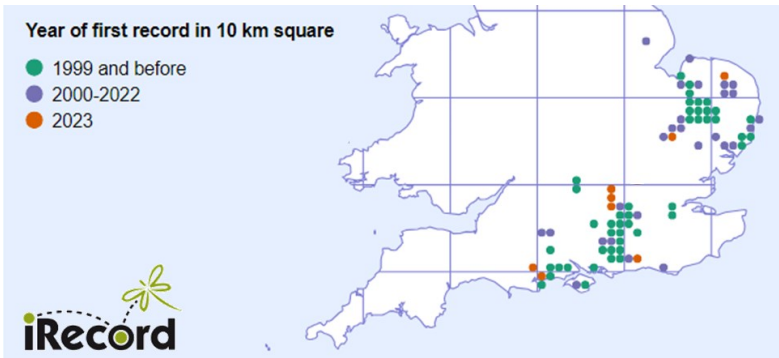 Year of first record in 10 km square
1999 and before
2000-2022
2023
iRecord